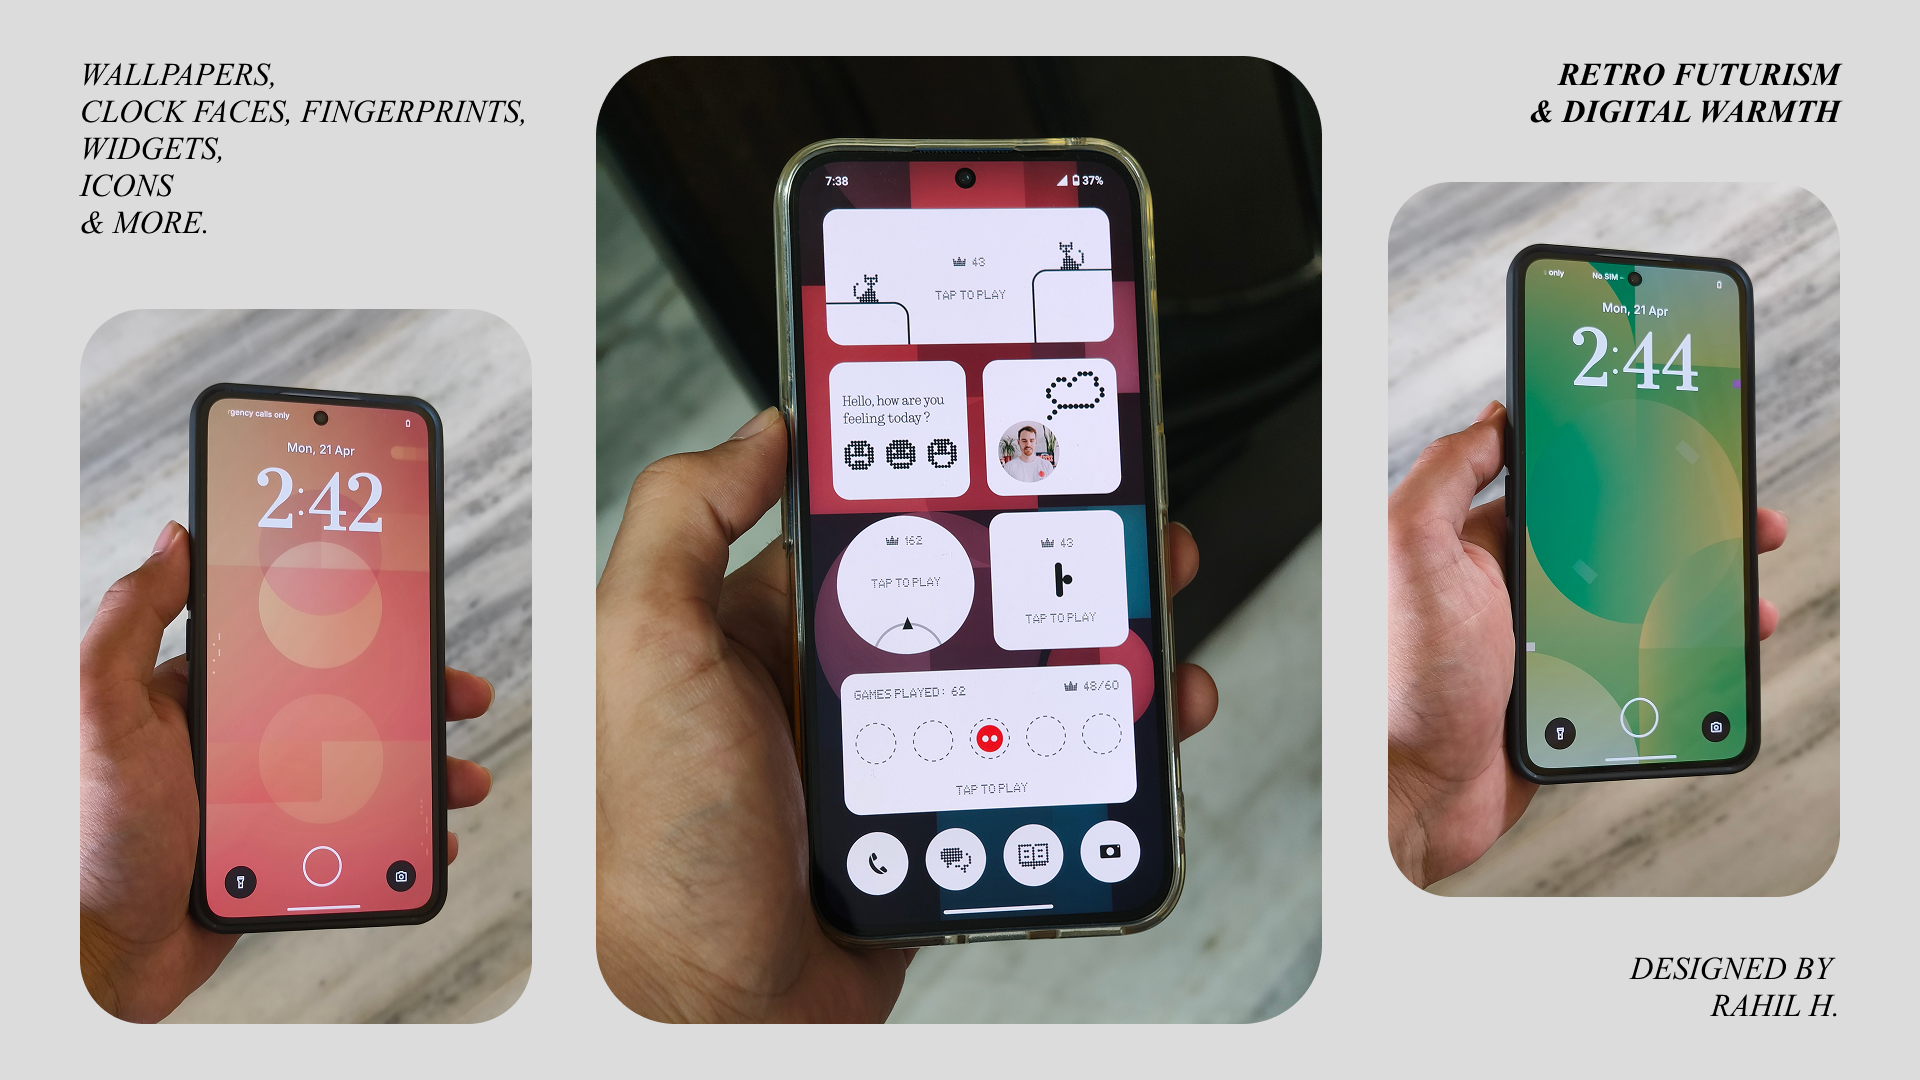 WALLPAPERS,
CLOCK FACES, FINGERPRINTS,
WIDGETS,
ICONS
& MORE.
RETRO FUTURISM
& DIGITAL WARMTH
rgency calls only
Mon, 21 Apr
2:42
7:38
37%
43
TAP TO PLAY
Hello, how are you
feeling today?
162
TAP TO PLAY
43
TAP TO PLAY
GAMES PLAYED: 62
48/60
TAP TO PLAY
only
No SIM
Mon, 21 Apr
2:44
DESIGNED BY
RAHIL H.